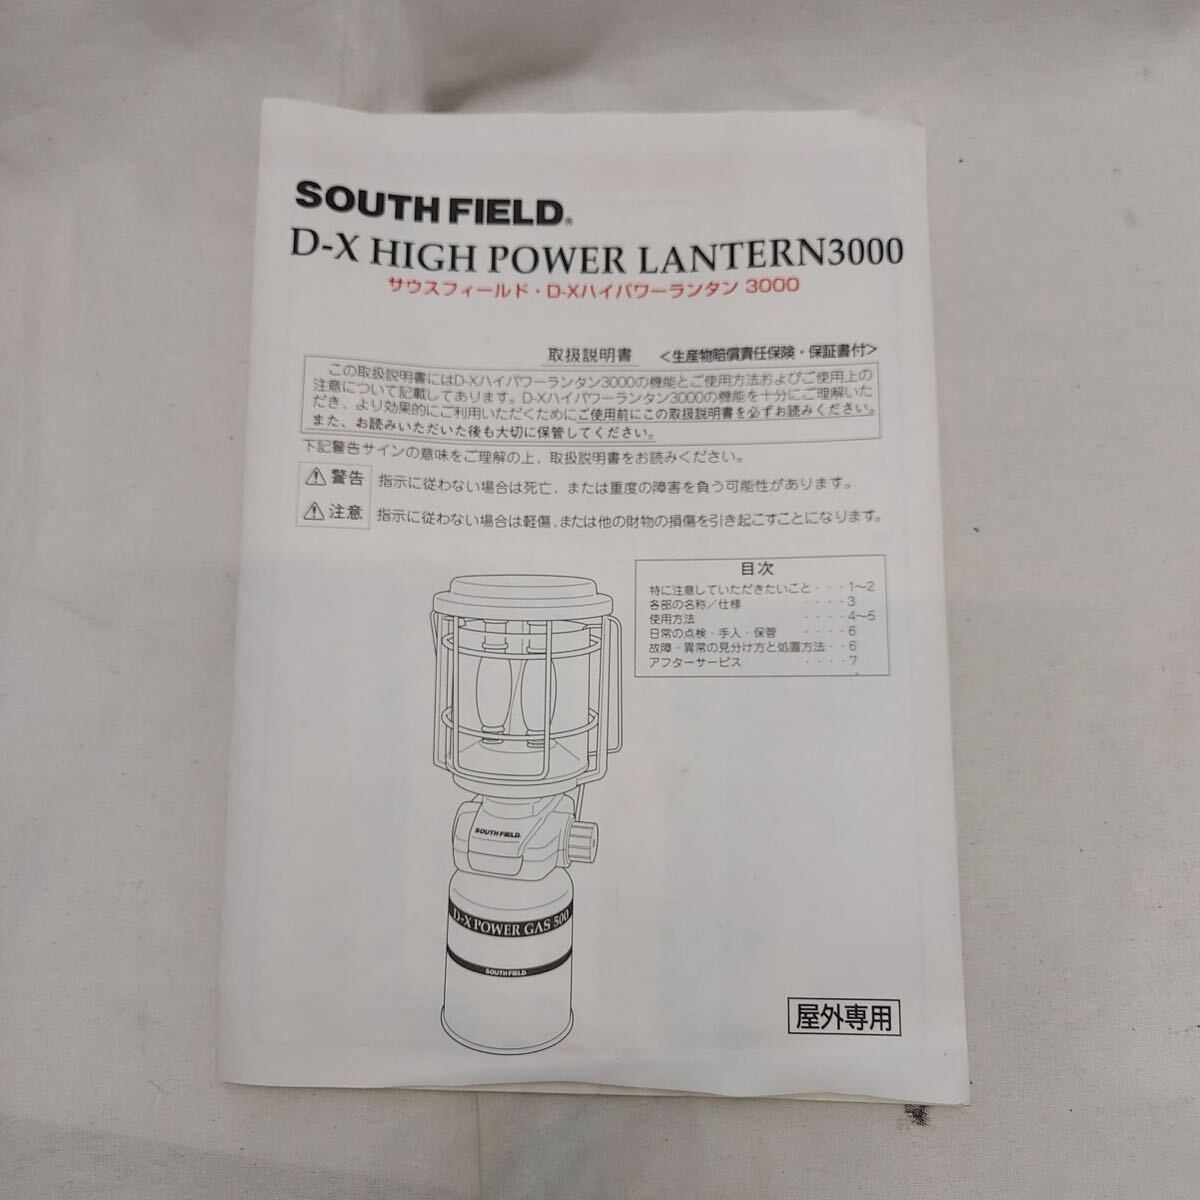 SOUTH FIELD®
D-X HIGH POWER LANTERN3000
サウスフィールド・D-Xハイパワーランタン 3000
取扱説明書 <生産物賠償責任保険・保証書付>
この取扱説明書にはD-Xハイパワーランタン3000の機能とご使用方法およびご使用上の
注意について記載してあります。D-Xハイパワーランタン3000の機能を十分にご理解いた
だき、より効果的にご利用いただくためにご使用前にこの取扱説明書を必ずお読みください。
また、お読みいただいた後も大切に保管してください。
下記警告サインの意味をご理解の上、取扱説明書をお読みください。
⚠警告 指示に従わない場合は死亡、または重度の障害を負う可能性があります。
⚠注意 指示に従わない場合は軽傷、または他の財物の損傷を引き起こすことになります。
目次
特に注意していただきたいこと・・・1〜2
各部の名称／仕様 ・・・・3
使用方法 ・・・・4〜5
日常の点検・手入・保管 ・・・・6
故障・異常の見分け方と処置方法・・6
アフターサービス ・・・・7
SOUTH FIELD.
D-X POWER GAS 500
SOUTH FIELD
屋外専用